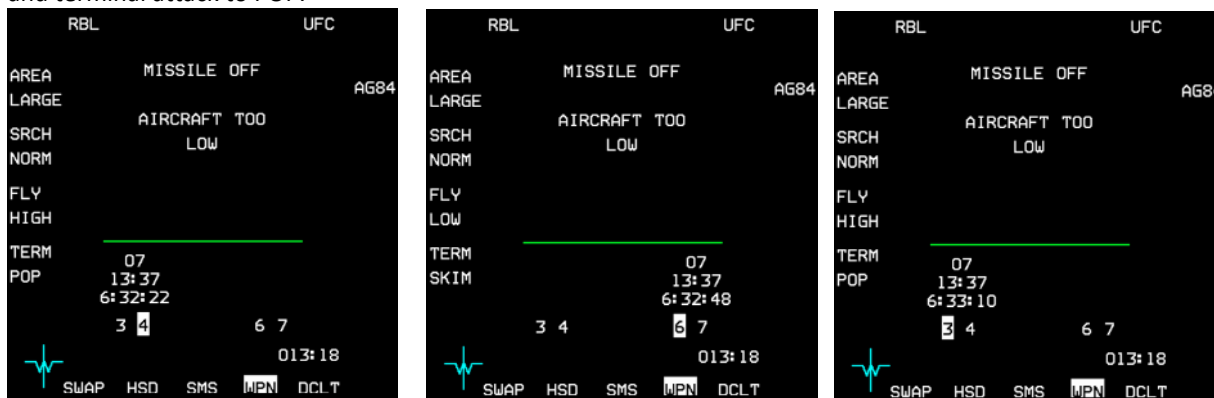 and terminal attack to POP.
RBL UFC
MISSILE OFF
AREA
LARGE
AG84
AIRCRAFT TOO
LOW
SRCH
NORM
FLY
HIGH
TERM
POP
07
13:37
6:32:22
3 4 6 7
013:18
SWAP HSD SMS WPN DCLT
RBL UFC
MISSILE OFF
AREA
LARGE
AG84
AIRCRAFT TOO
LOW
SRCH
NORM
FLY
LOW
TERM
SKIM
07
13:37
6:32:48
3 4 6 7
013:18
SWAP HSD SMS WPN DCLT
RBL UFC
MISSILE OFF
AREA
LARGE
AG8
AIRCRAFT TOO
LOW
SRCH
NORM
FLY
HIGH
TERM
POP
07
13:37
6:33:10
3 4 6 7
013:18
SWAP HSD SMS WPN DCLT